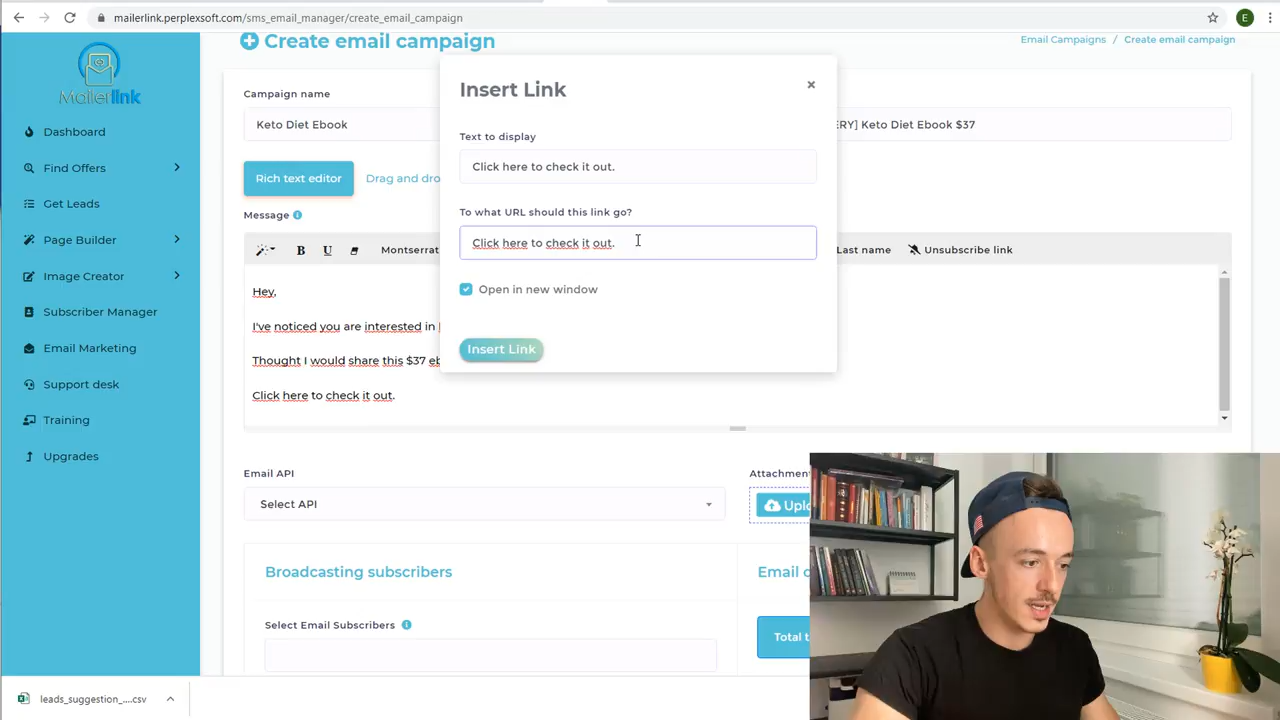 mailerlink.perplexsoft.com/sms_email_manager/create_email_campaign
E
Mailerlink
Dashboard
Find Offers
Get Leads
Page Builder
Image Creator
Subscriber Manager
Email Marketing
Support desk
Training
Upgrades
Create email campaign
Email Campaigns / Create email campaign
Campaign name
Keto Diet Ebook
RY] Keto Diet Ebook $37
Rich text editor
Drag and dro
Message
B U Montserrat
Last name
Unsubscribe link
Hey,
I've noticed you are interested in
Thought I would share this $37 eb
Click here to check it out.
Insert Link
×
Text to display
Click here to check it out.
To what URL should this link go?
Click here to check it out.
Open in new window
Insert Link
Email API
Select API
Attachment
Uplo
Broadcasting subscribers
Select Email Subscribers
Email c
Total t
leads_suggestion_....csv